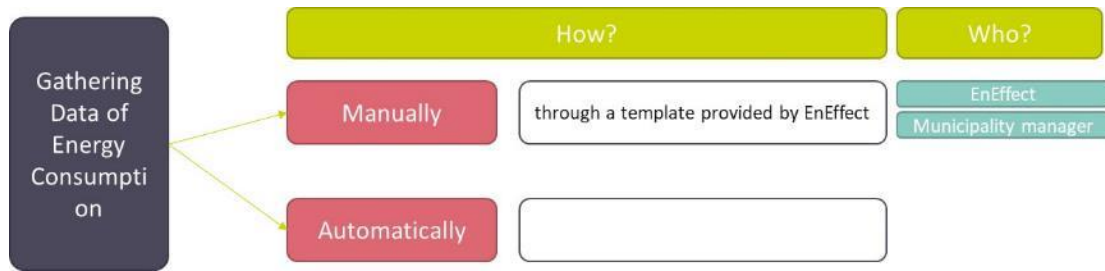 How?
Who?
Gathering
Data of
Energy
Consumpti
on
Manually
through a template provided by EnEffect
EnEffect
Municipality manager
Automatically